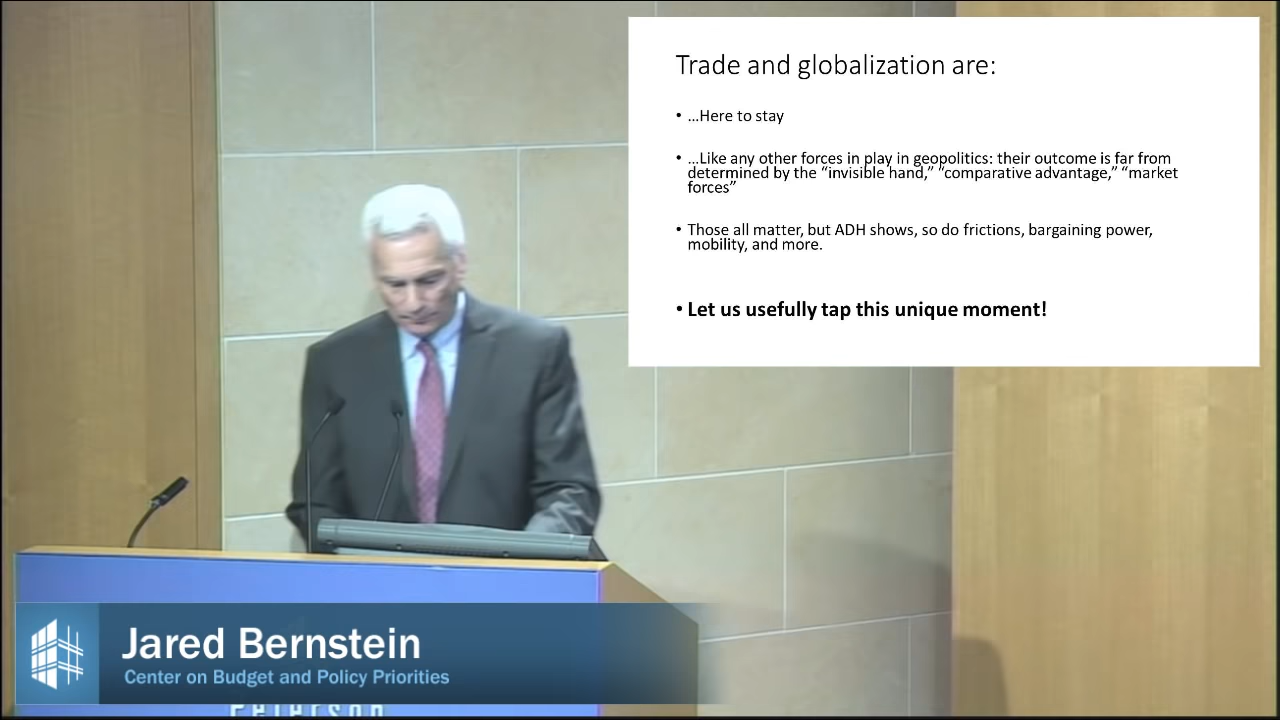 Trade and globalization are:
• …Here to stay
• …Like any other forces in play in geopolitics: their outcome is far from
determined by the “invisible hand,” “comparative advantage,” “market
forces”
• Those all matter, but ADH shows, so do frictions, bargaining power,
mobility, and more.
• Let us usefully tap this unique moment!
Jared Bernstein
Center on Budget and Policy Priorities
Peterson